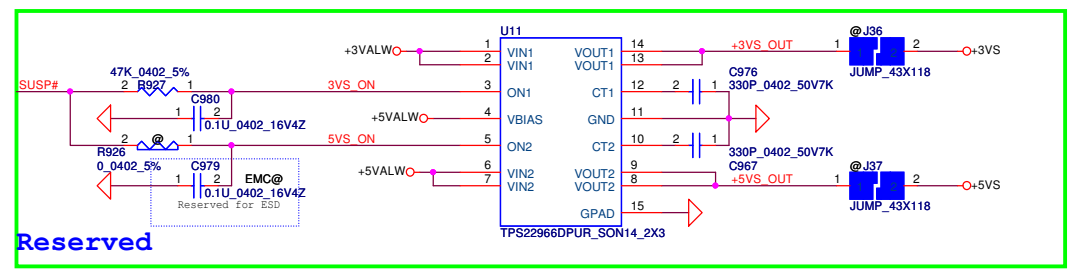 U11
@J36
+3VALW
1
VIN1
VOUT1
14
+3VS_OUT
1
2
+3VS
2
VIN1
VOUT1
13
1 2
JUMP_43X118
47K_0402_5%
C976
330P_0402_50V7K
SUSP#
2
R927
1
3VS_ON
3
ON1
CT1
12
2
1
C980
1
2
0.1U_0402_16V4Z
+5VALW
4
VBIAS
GND
11
2
@
1
5VS_ON
5
ON2
CT2
10
2
1
R926
0_0402_5%
330P_0402_50V7K
C979
EMC@
C967
@J37
1
2
0.1U_0402_16V4Z
+5VALW
6
VIN2
VOUT2
9
7
VIN2
VOUT2
8
+5VS_OUT
1
2
+5VS
1 2
JUMP_43X118
Reserved for ESD
GPAD
15
TPS22966DPUR_SON14_2X3
Reserved